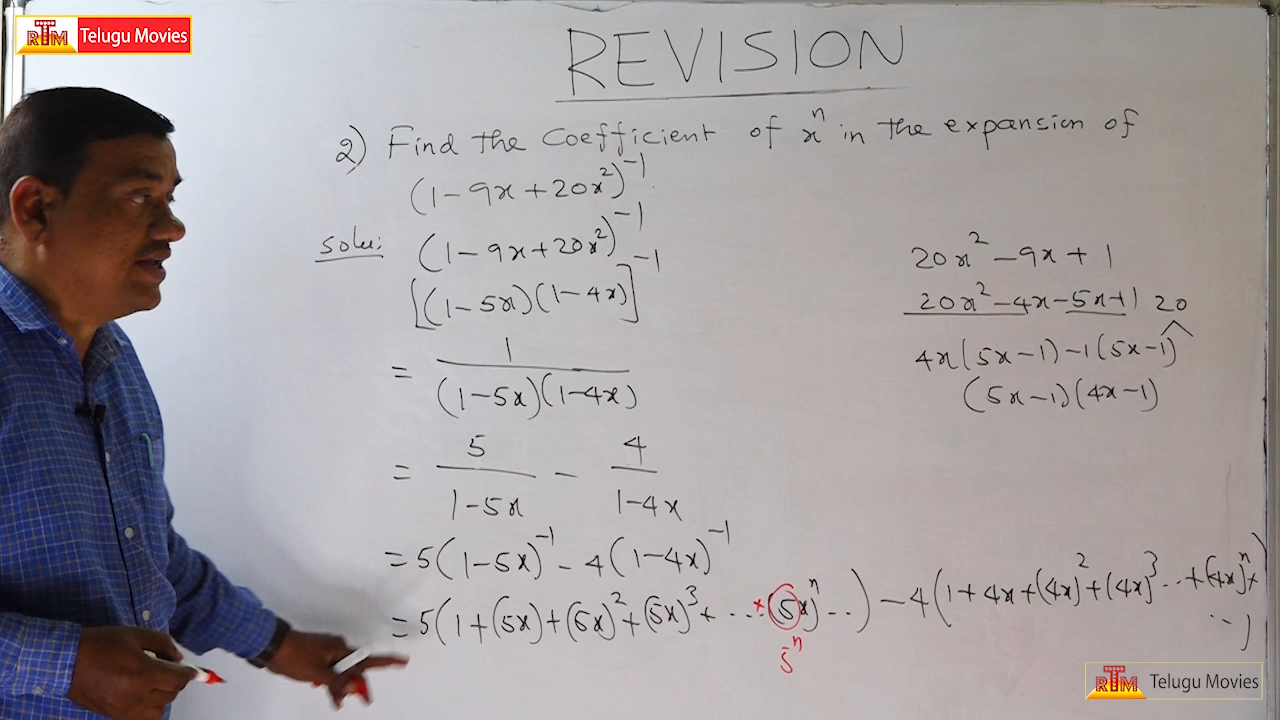 RTM Telugu Movies
REVISION
2) Find the Coefficient of xⁿ in the expansion of
(1-9x+20x²)⁻¹.
Solu: (1-9x+20x²)⁻¹
[(1-5x)(1-4x)]⁻¹
= 1/((1-5x)(1-4x))
= 5/(1-5x) - 4/(1-4x)
= 5(1-5x)⁻¹ - 4(1-4x)⁻¹
= 5(1+(5x)+(5x)²+(5x)³+ ... +(5x)ⁿ ..) - 4(1+4x+(4x)²+(4x)³ ..+(4x)ⁿ+ ..)
5ⁿ
20x²-9x+1
20x²-4x-5x+1 20
4x(5x-1)-1(5x-1)
(5x-1)(4x-1)
RTM Telugu Movies